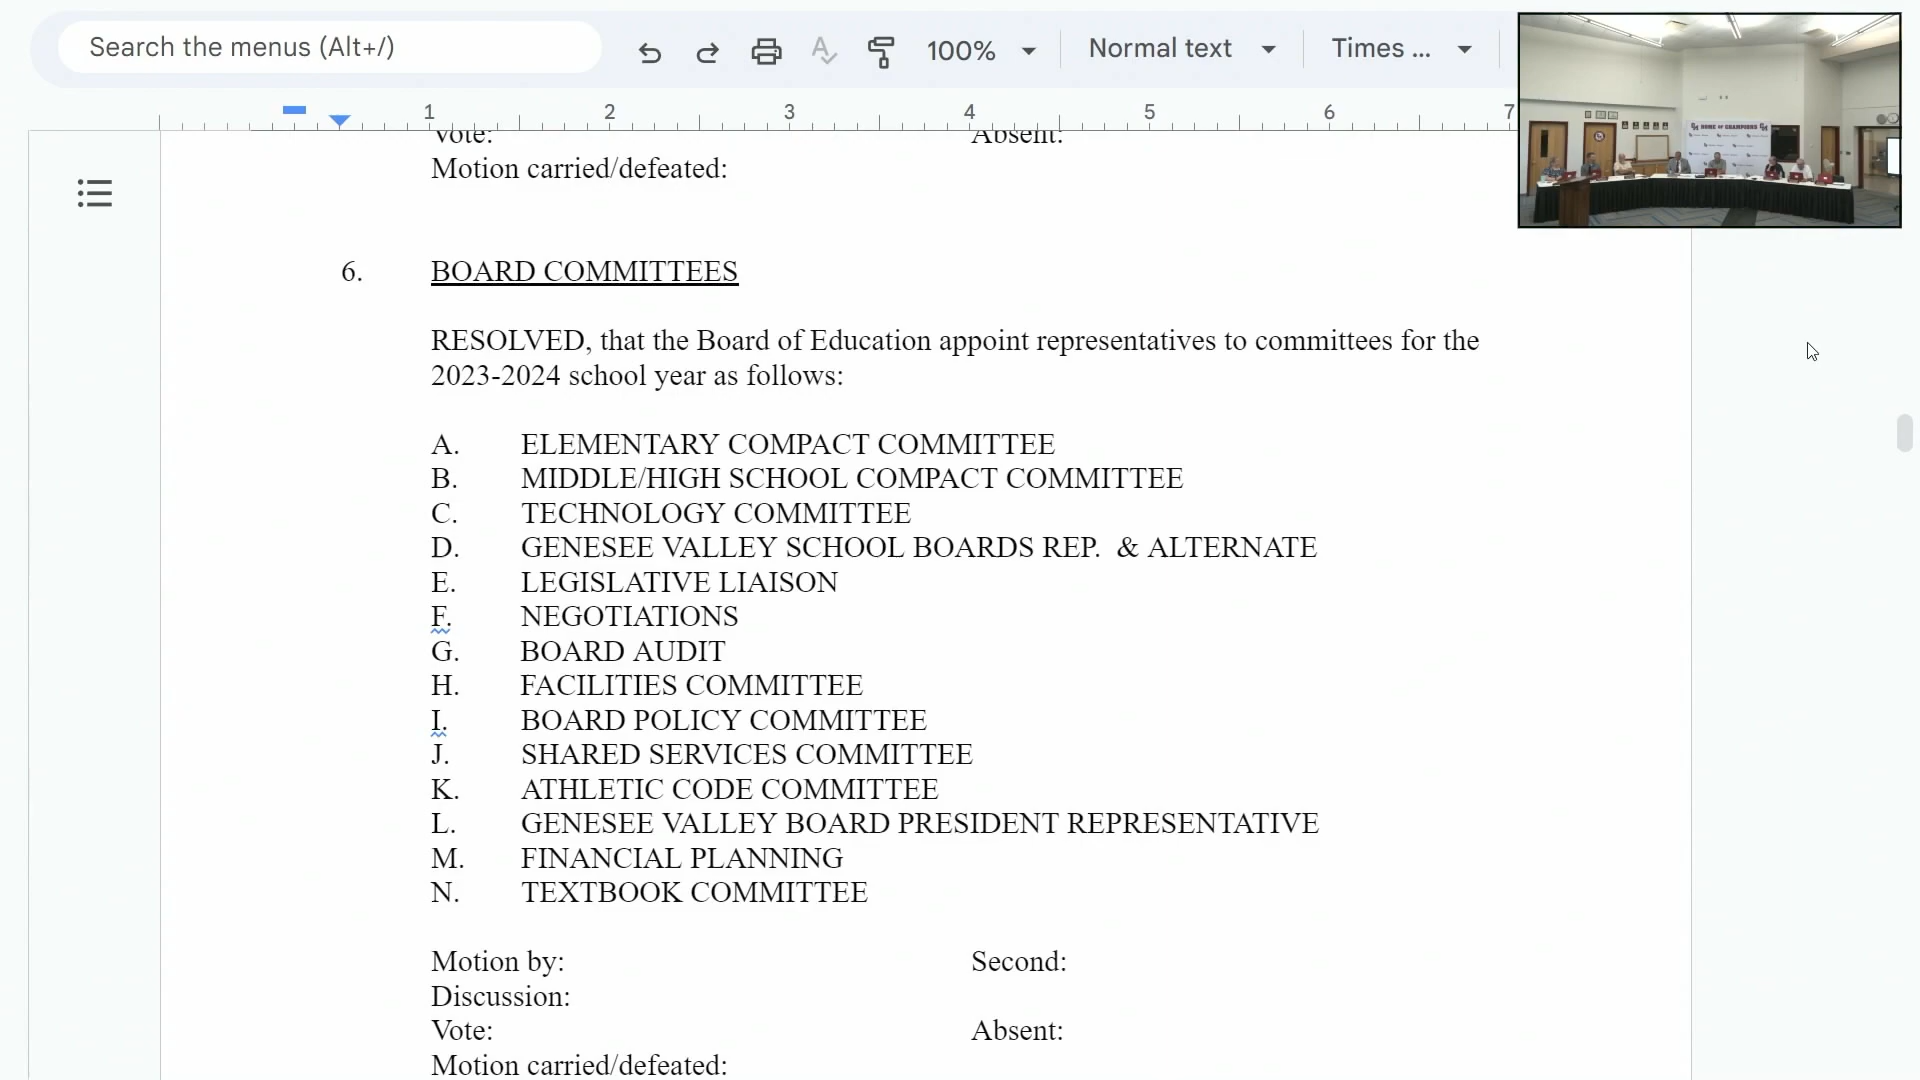 Search the menus (Alt+/)
100%
Normal text
Times ...
1 2 3 4 5 6 7
HOME OF CHAMPIONS
Vote: Absent:
Motion carried/defeated:
6. BOARD COMMITTEES
RESOLVED, that the Board of Education appoint representatives to committees for the
2023-2024 school year as follows:
A. ELEMENTARY COMPACT COMMITTEE
B. MIDDLE/HIGH SCHOOL COMPACT COMMITTEE
C. TECHNOLOGY COMMITTEE
D. GENESEE VALLEY SCHOOL BOARDS REP. & ALTERNATE
E. LEGISLATIVE LIAISON
F. NEGOTIATIONS
G. BOARD AUDIT
H. FACILITIES COMMITTEE
I. BOARD POLICY COMMITTEE
J. SHARED SERVICES COMMITTEE
K. ATHLETIC CODE COMMITTEE
L. GENESEE VALLEY BOARD PRESIDENT REPRESENTATIVE
M. FINANCIAL PLANNING
N. TEXTBOOK COMMITTEE
Motion by: Second:
Discussion:
Vote: Absent:
Motion carried/defeated: